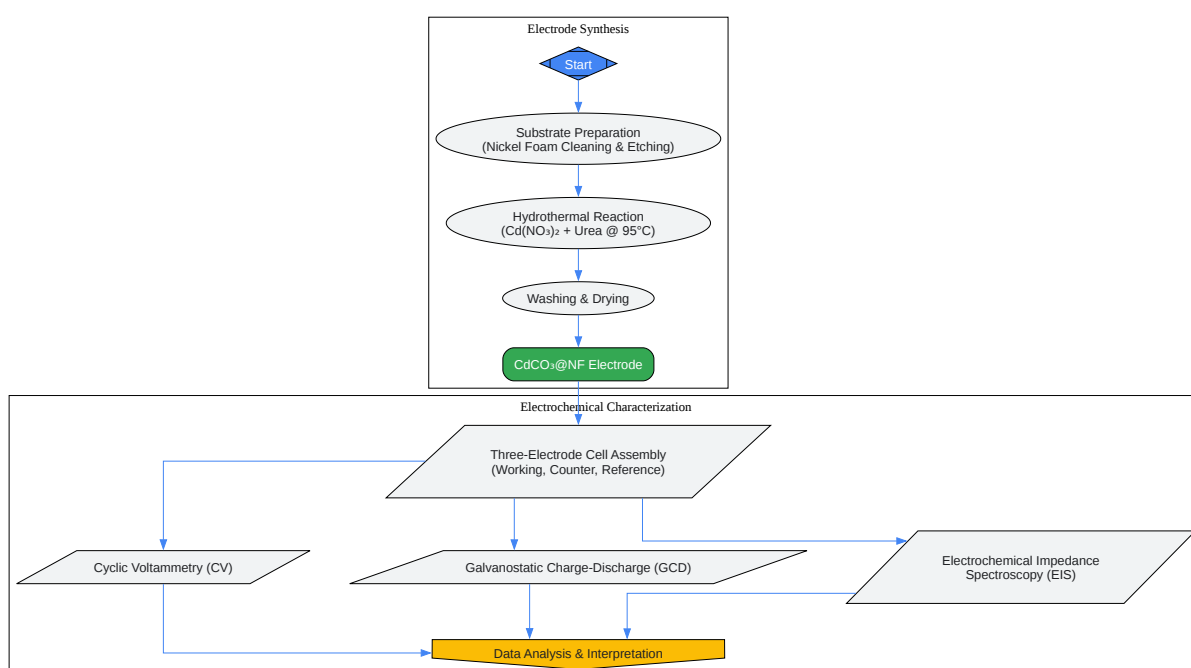 Electrode Synthesis
Start
Substrate Preparation
(Nickel Foam Cleaning & Etching)
Hydrothermal Reaction
(Cd(NO₃)₂ + Urea @ 95°C)
Washing & Drying
CdCO₃@NF Electrode
Electrochemical Characterization
Three-Electrode Cell Assembly
(Working, Counter, Reference)
Cyclic Voltammetry (CV)
Galvanostatic Charge-Discharge (GCD)
Electrochemical Impedance
Spectroscopy (EIS)
Data Analysis & Interpretation